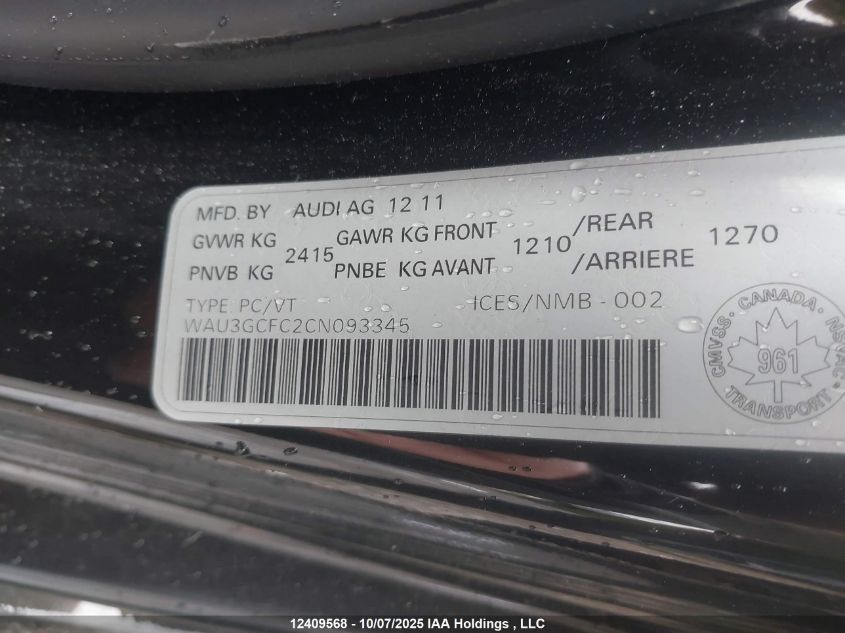 MFD. BY AUDI AG 12 11
GVWR KG 2415 GAWR KG FRONT 1210 /REAR 1270
PNVB KG PNBE KG AVANT /ARRIERE
TYPE PC/VT ICES/NMB - 002
WAU3GCFC2CN093345
CMVSS · CANADA · NSVAC · TRANSPORT ·
961
12409568 - 10/07/2025 IAA Holdings , LLC